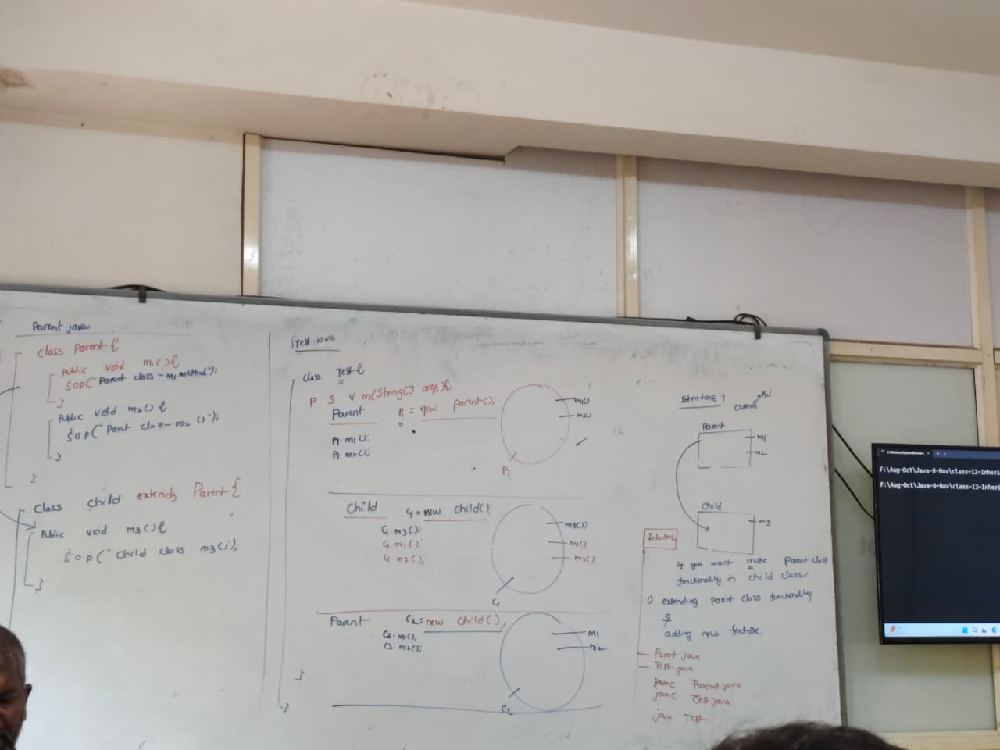 Parent.java
class Parent {
Public void m1() {
Sop("Parent class - m1 method");
}
Public void m2() {
Sop("Parent class - m2 ()");
}
}
Class child extends Parent {
Public void m3() {
Sop("Child class m3()");
}
Test.java
class Test {
P S V m(String[] args) {
Parent P1 = new parent();
P1.m1();
P1.m2();
m1()
m2()
P1
Child C1 = new child();
C1.m3();
C1.m1();
C1.m2();
m3()
m1()
m2()
C1
Parent C2 = new child();
C2.m1();
C2.m2();
M1
m2
C2
}
}
extends
Parent
m1
m2
Child
m3
If you want reuse Parent class
functionality in child class
1) extending Parent class functionality
&
adding new feature
Parent java
Test java
javac Parent.java
javac Test.java
java Test
F:\Aug-Oct\Java-8-Nov\class-12-Inheri
F:\Aug-Oct\Java-8-Nov\class-12-Inheri